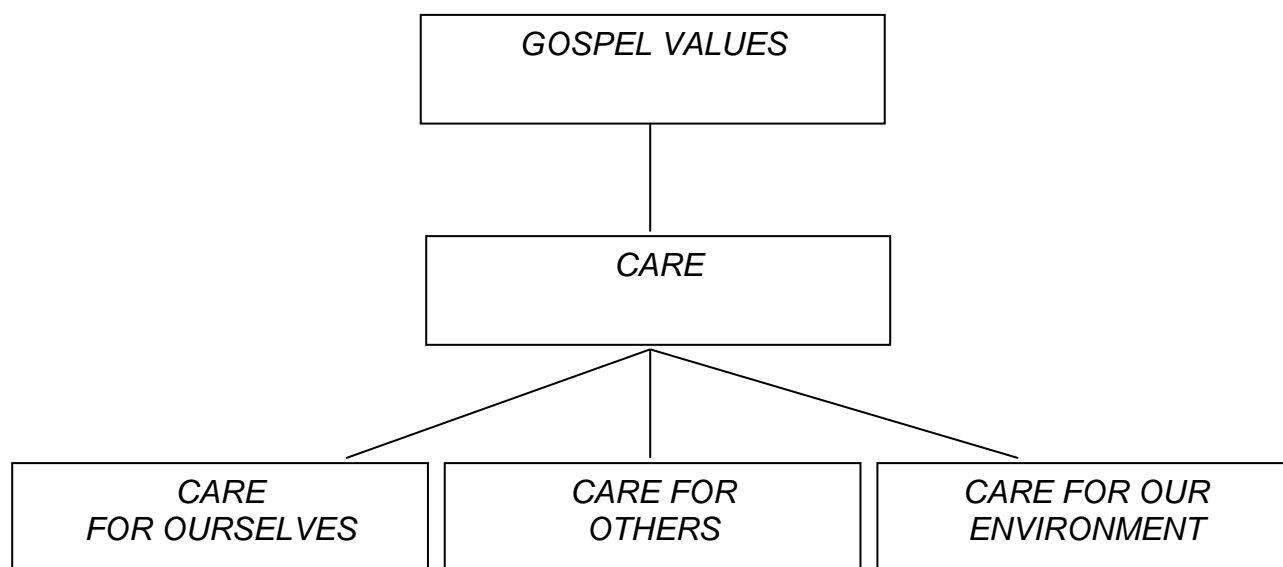 GOSPEL VALUES
CARE
CARE
FOR OURSELVES
CARE FOR
OTHERS
CARE FOR OUR
ENVIRONMENT